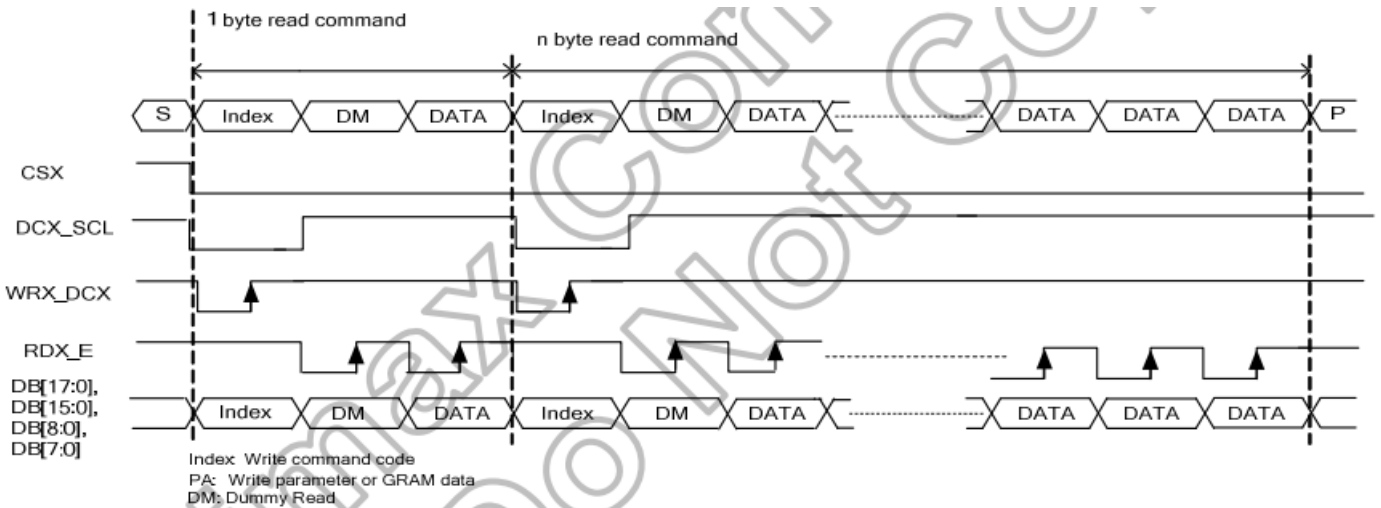 1 byte read command
n byte read command
S Index DM DATA Index DM DATA DATA DATA DATA P
CSX
DCX_SCL
WRX_DCX
RDX_E
DB[17:0],
DB[15:0],
DB[8:0],
DB[7:0]
Index DM DATA Index DM DATA DATA DATA DATA
Index: Write command code
PA: Write parameter or GRAM data
DM: Dummy Read
Do Not